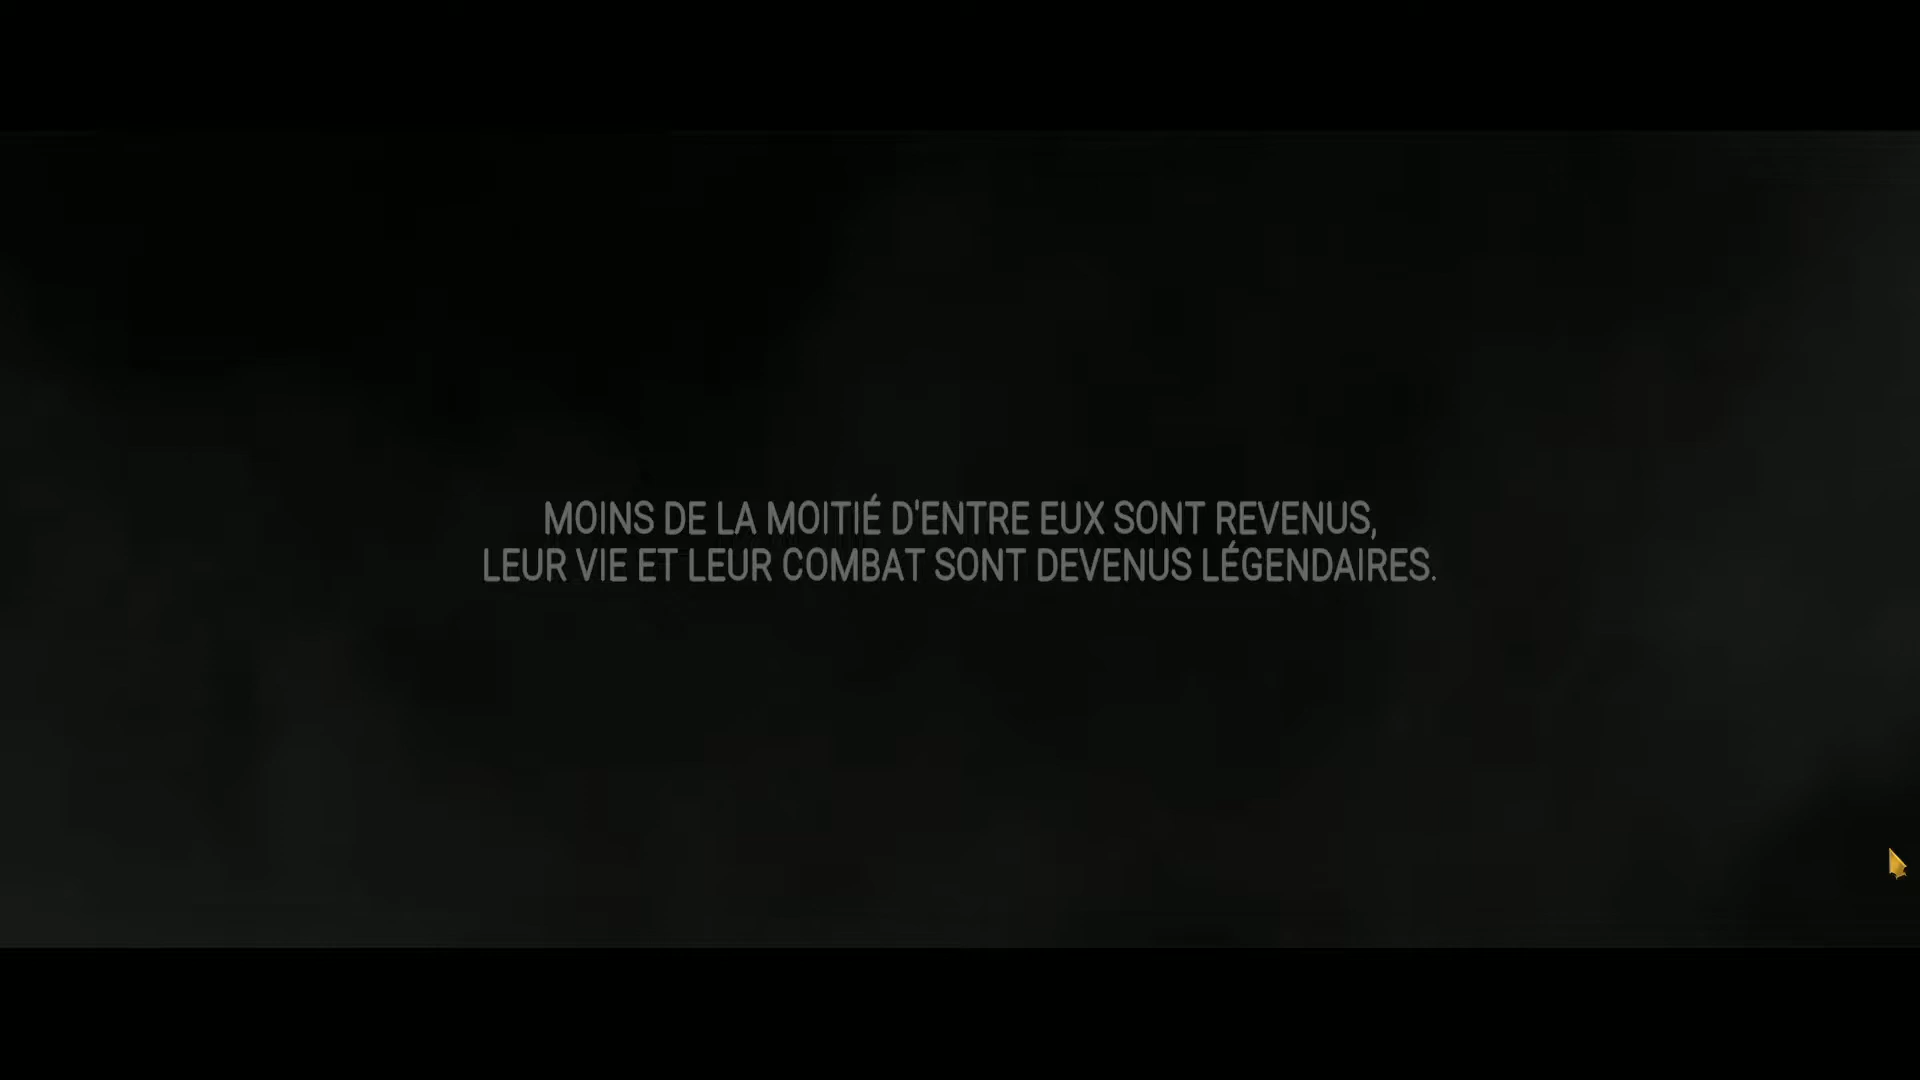 MOINS DE LA MOITIÉ D'ENTRE EUX SONT REVENUS,
LEUR VIE ET LEUR COMBAT SONT DEVENUS LÉGENDAIRES.